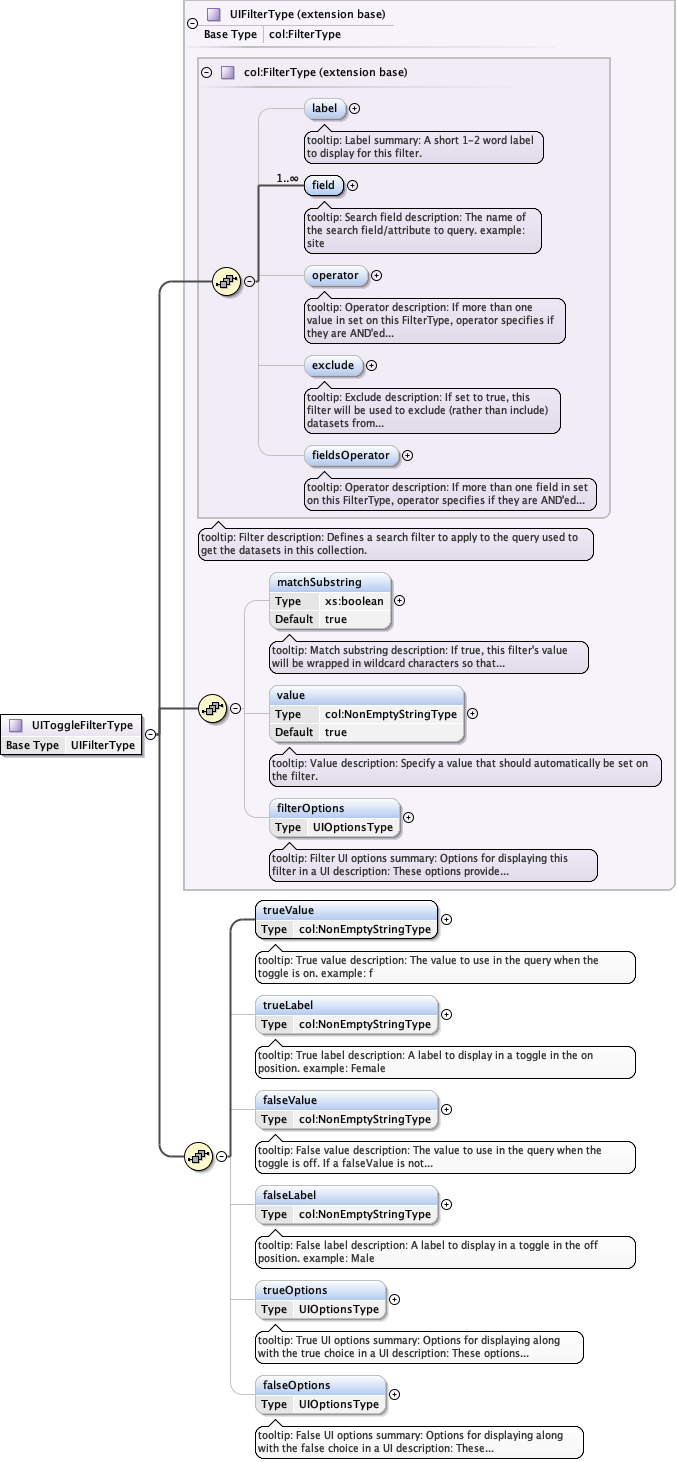 UIFilterType (extension base)
Base Type col:FilterType
col:FilterType (extension base)
label
tooltip: Label summary: A short 1-2 word label
to display for this filter.
1..∞
field
tooltip: Search field description: The name of
the search field/attribute to query. example:
site
operator
tooltip: Operator description: If more than one
value in set on this FilterType, operator specifies if
they are AND'ed...
exclude
tooltip: Exclude description: If set to true, this
filter will be used to exclude (rather than include)
datasets from...
fieldsOperator
tooltip: Operator description: If more than one field in set
on this FilterType, operator specifies if they are AND'ed...
tooltip: Filter description: Defines a search filter to apply to the query used to
get the datasets in this collection.
matchSubstring
Type xs:boolean
Default true
tooltip: Match substring description: If true, this filter's value
will be wrapped in wildcard characters so that...
value
Type col:NonEmptyStringType
Default true
tooltip: Value description: Specify a value that should automatically be set on
the filter.
UIToggleFilterType
Base Type UIFilterType
filterOptions
Type UIOptionsType
tooltip: Filter UI options summary: Options for displaying this
filter in a UI description: These options provide...
trueValue
Type col:NonEmptyStringType
tooltip: True value description: The value to use in the query when the
toggle is on. example: f
trueLabel
Type col:NonEmptyStringType
tooltip: True label description: A label to display in a toggle in the on
position. example: Female
falseValue
Type col:NonEmptyStringType
tooltip: False value description: The value to use in the query when the
toggle is off. If a falseValue is not...
falseLabel
Type col:NonEmptyStringType
tooltip: False label description: A label to display in a toggle in the off
position. example: Male
trueOptions
Type UIOptionsType
tooltip: True UI options summary: Options for displaying along
with the true choice in a UI description: These options...
falseOptions
Type UIOptionsType
tooltip: False UI options summary: Options for displaying along
with the false choice in a UI description: These...